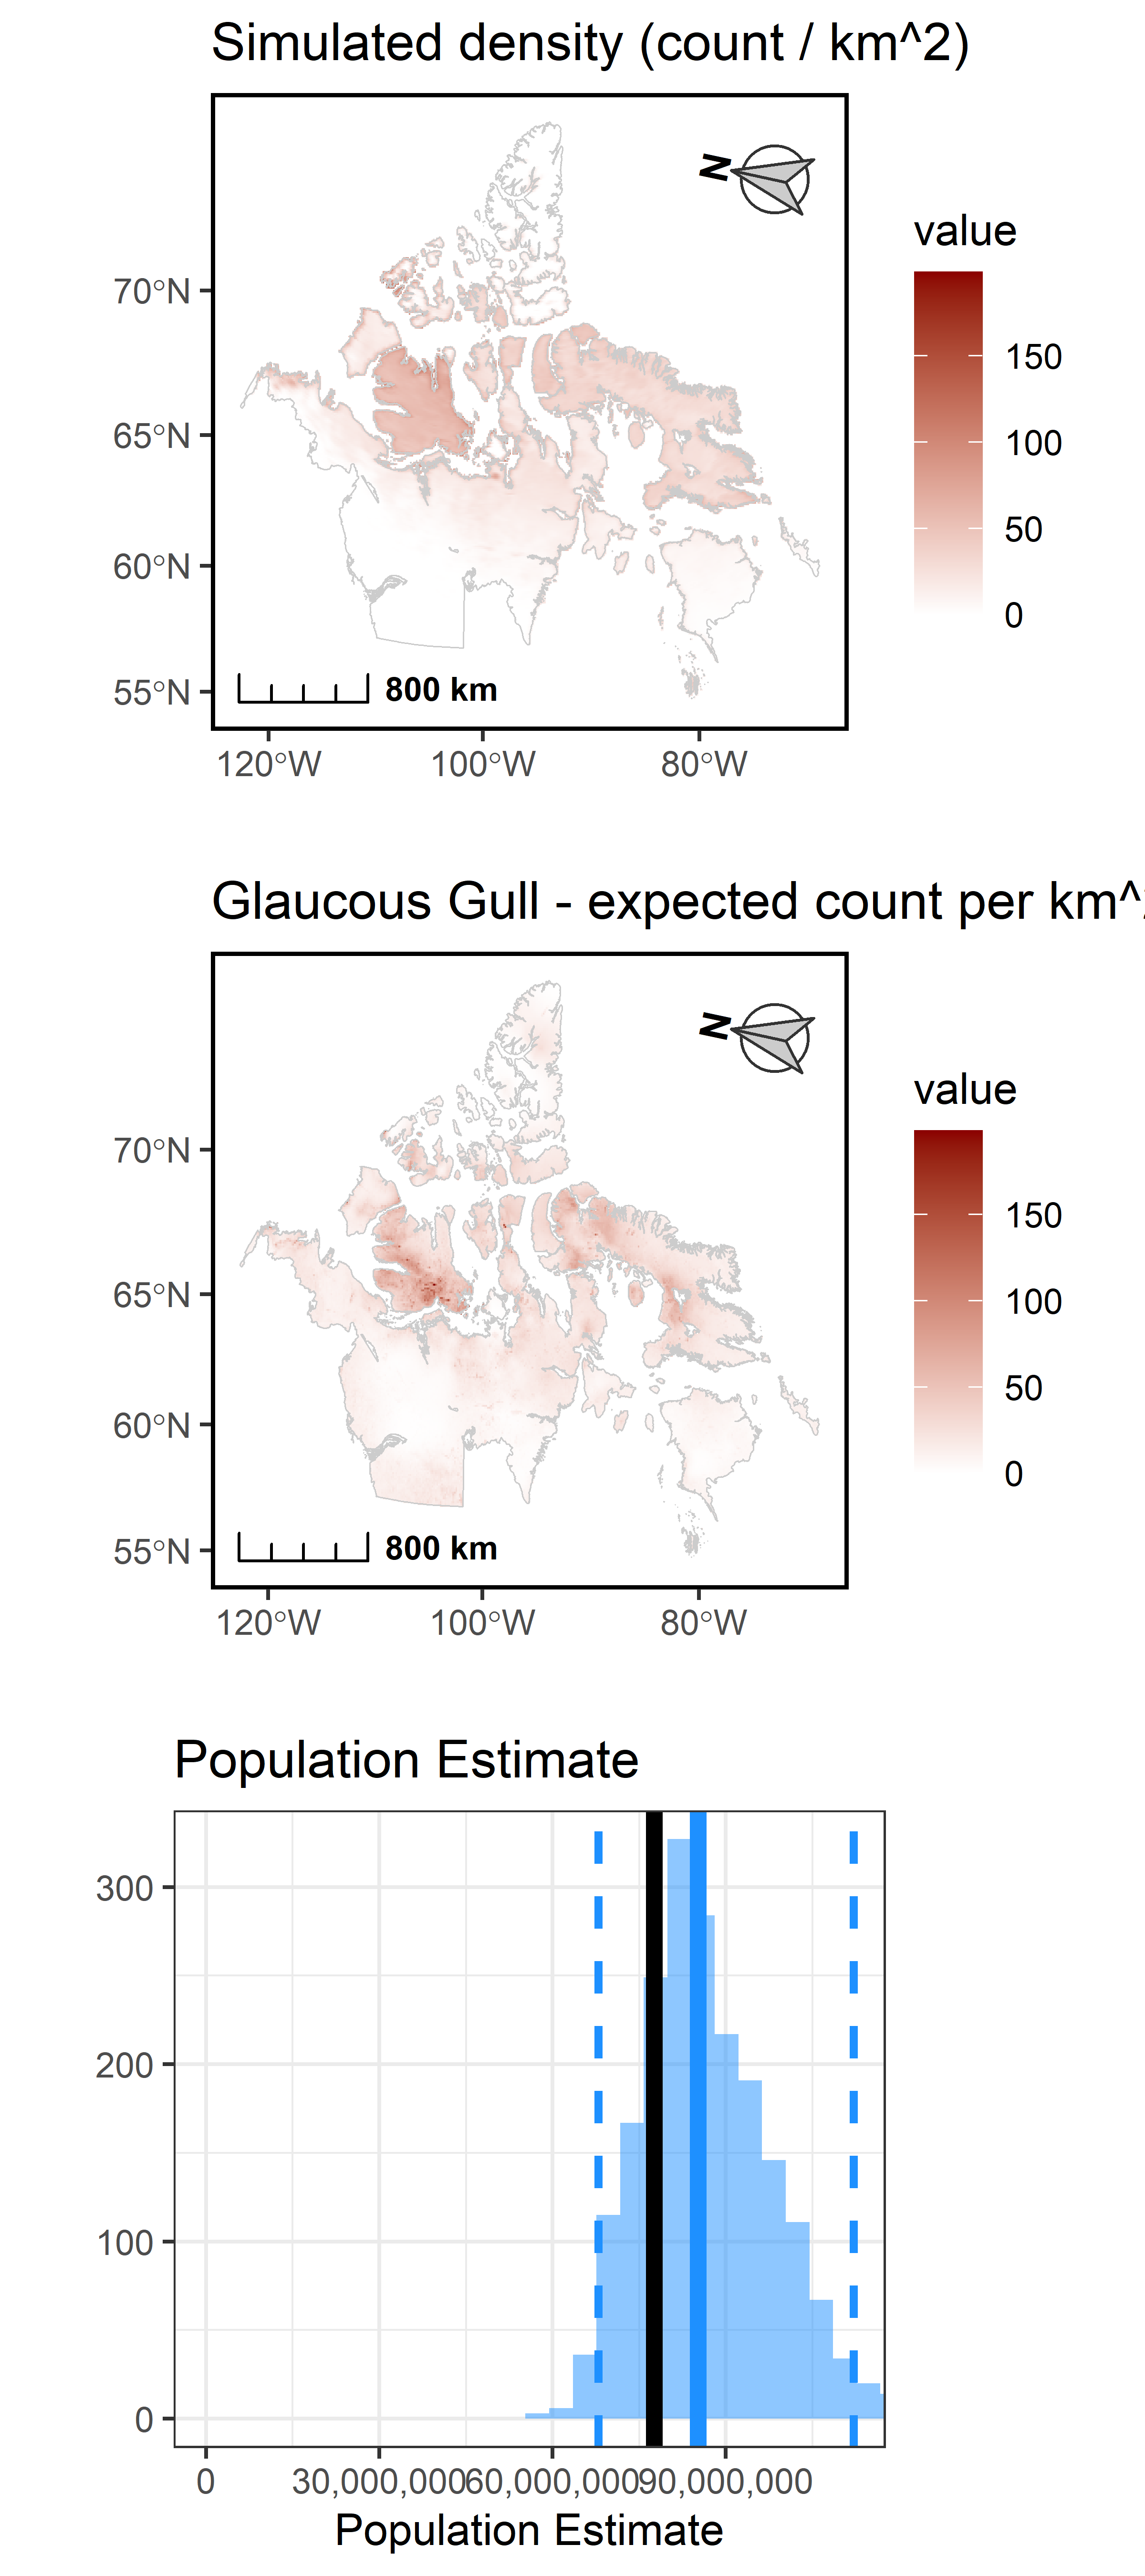 Simulated density (count / km^2)
N
value
150
100
50
0
70°N
65°N
60°N
55°N
800 km
120°W 100°W 80°W
Glaucous Gull - expected count per km^
N
value
150
100
50
0
70°N
65°N
60°N
55°N
800 km
120°W 100°W 80°W
Population Estimate
300
200
100
0
0 30,000,000 60,000,000 90,000,000
Population Estimate